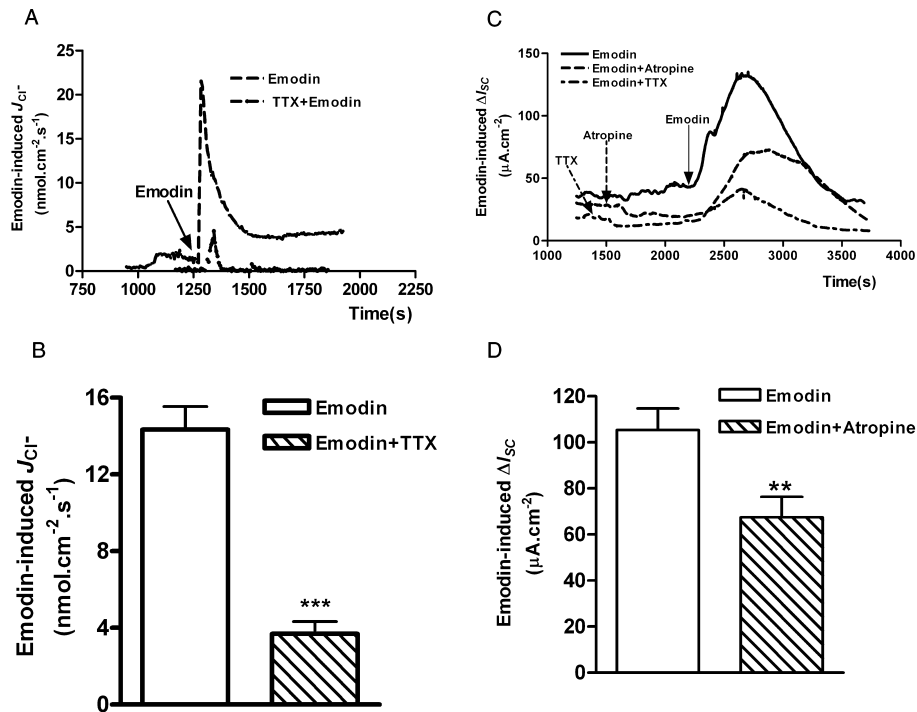 A
Emodin-induced J Cl-
(nmol.cm-2.s-1)
25
20
15
10
5
0
Emodin
TTX+Emodin
Emodin
750
1000
1250
1500
1750
2000
2250
Time(s)
C
Emodin-induced ΔISC
(µA.cm-2)
150
100
50
0
Emodin
Emodin+Atropine
Emodin+TTX
Emodin
Atropine
TTX
1000
1500
2000
2500
3000
3500
4000
Time(s)
B
Emodin-induced J Cl-
(nmol.cm-2.s-1)
16
12
8
4
0
Emodin
Emodin+TTX
***
D
Emodin-induced ΔISC
(µA.cm-2)
120
100
80
60
40
20
0
Emodin
Emodin+Atropine
**